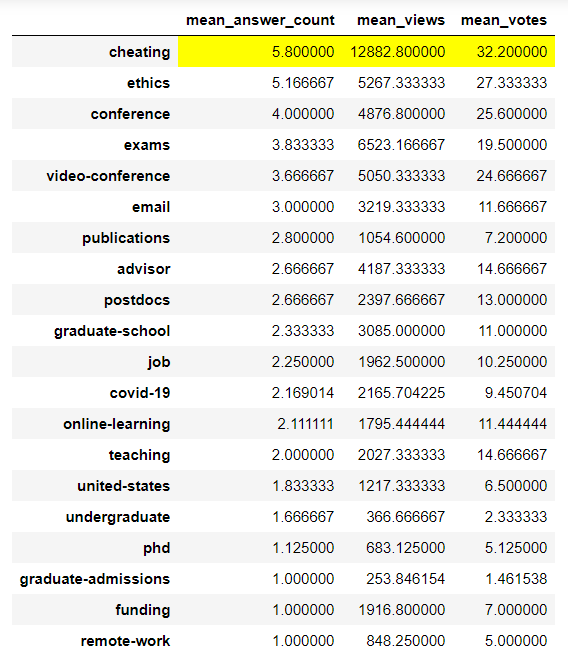 mean_answer_count mean_views mean_votes
cheating 5.800000 12882.800000 32.200000
ethics 5.166667 5267.333333 27.333333
conference 4.000000 4876.800000 25.600000
exams 3.833333 6523.166667 19.500000
video-conference 3.666667 5050.333333 24.666667
email 3.000000 3219.333333 11.666667
publications 2.800000 1054.600000 7.200000
advisor 2.666667 4187.333333 14.666667
postdocs 2.666667 2397.666667 13.000000
graduate-school 2.333333 3085.000000 11.000000
job 2.250000 1962.500000 10.250000
covid-19 2.169014 2165.704225 9.450704
online-learning 2.111111 1795.444444 11.444444
teaching 2.000000 2027.333333 14.666667
united-states 1.833333 1217.333333 6.500000
undergraduate 1.666667 366.666667 2.333333
phd 1.125000 683.125000 5.125000
graduate-admissions 1.000000 253.846154 1.461538
funding 1.000000 1916.800000 7.000000
remote-work 1.000000 848.250000 5.000000